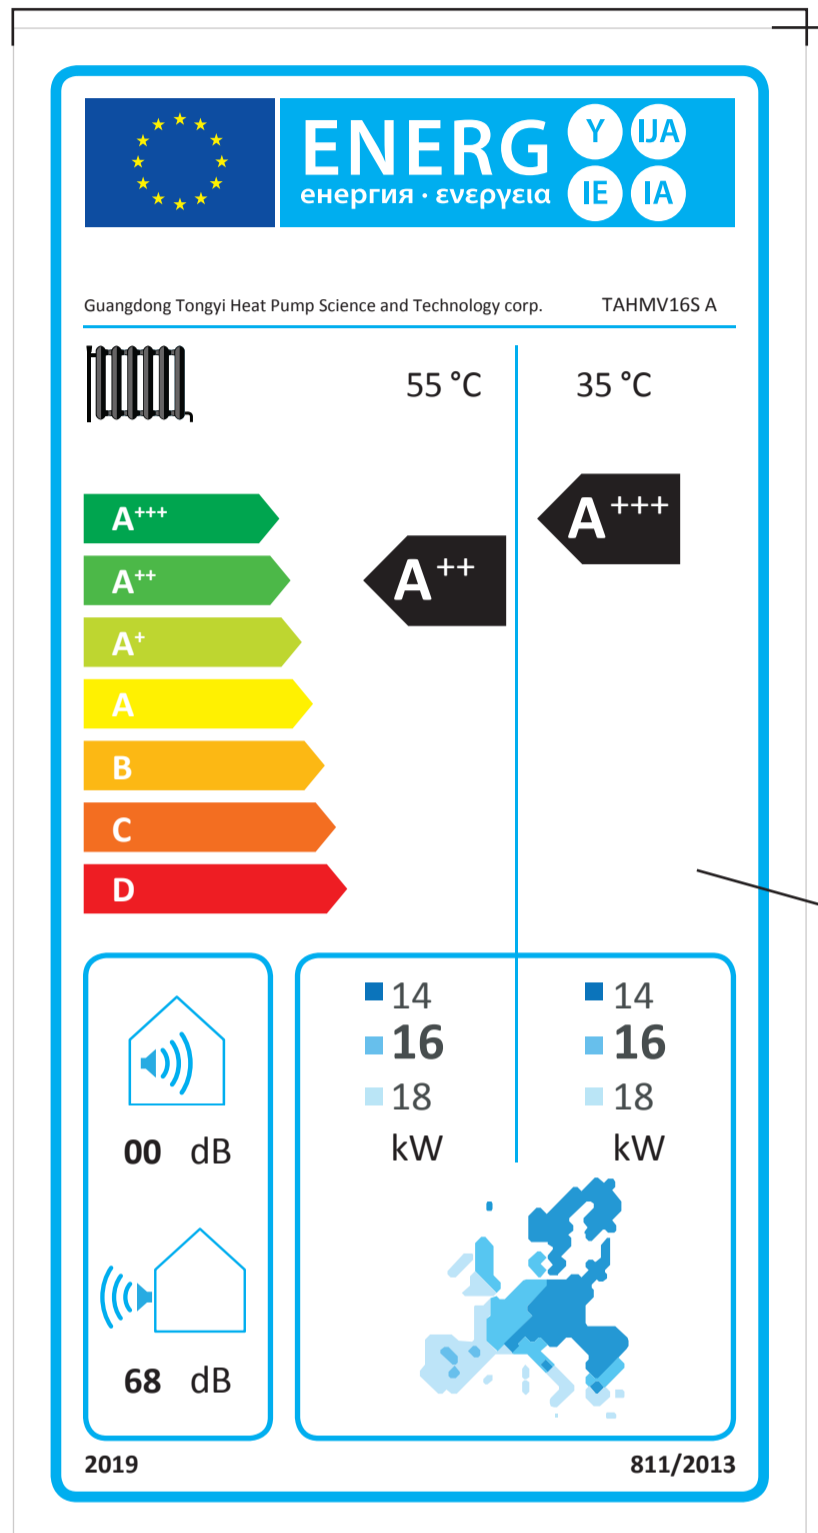 ENERG Y IJA
енергия · ενεργεια IE IA
Guangdong Tongyi Heat Pump Science and Technology corp. TAHMV16S A
55 °C 35 °C
A+++ A+++
A++ A++
A+
A
B
C
D
14 14
16 16
18 18
kW kW
00 dB
68 dB
2019 811/2013